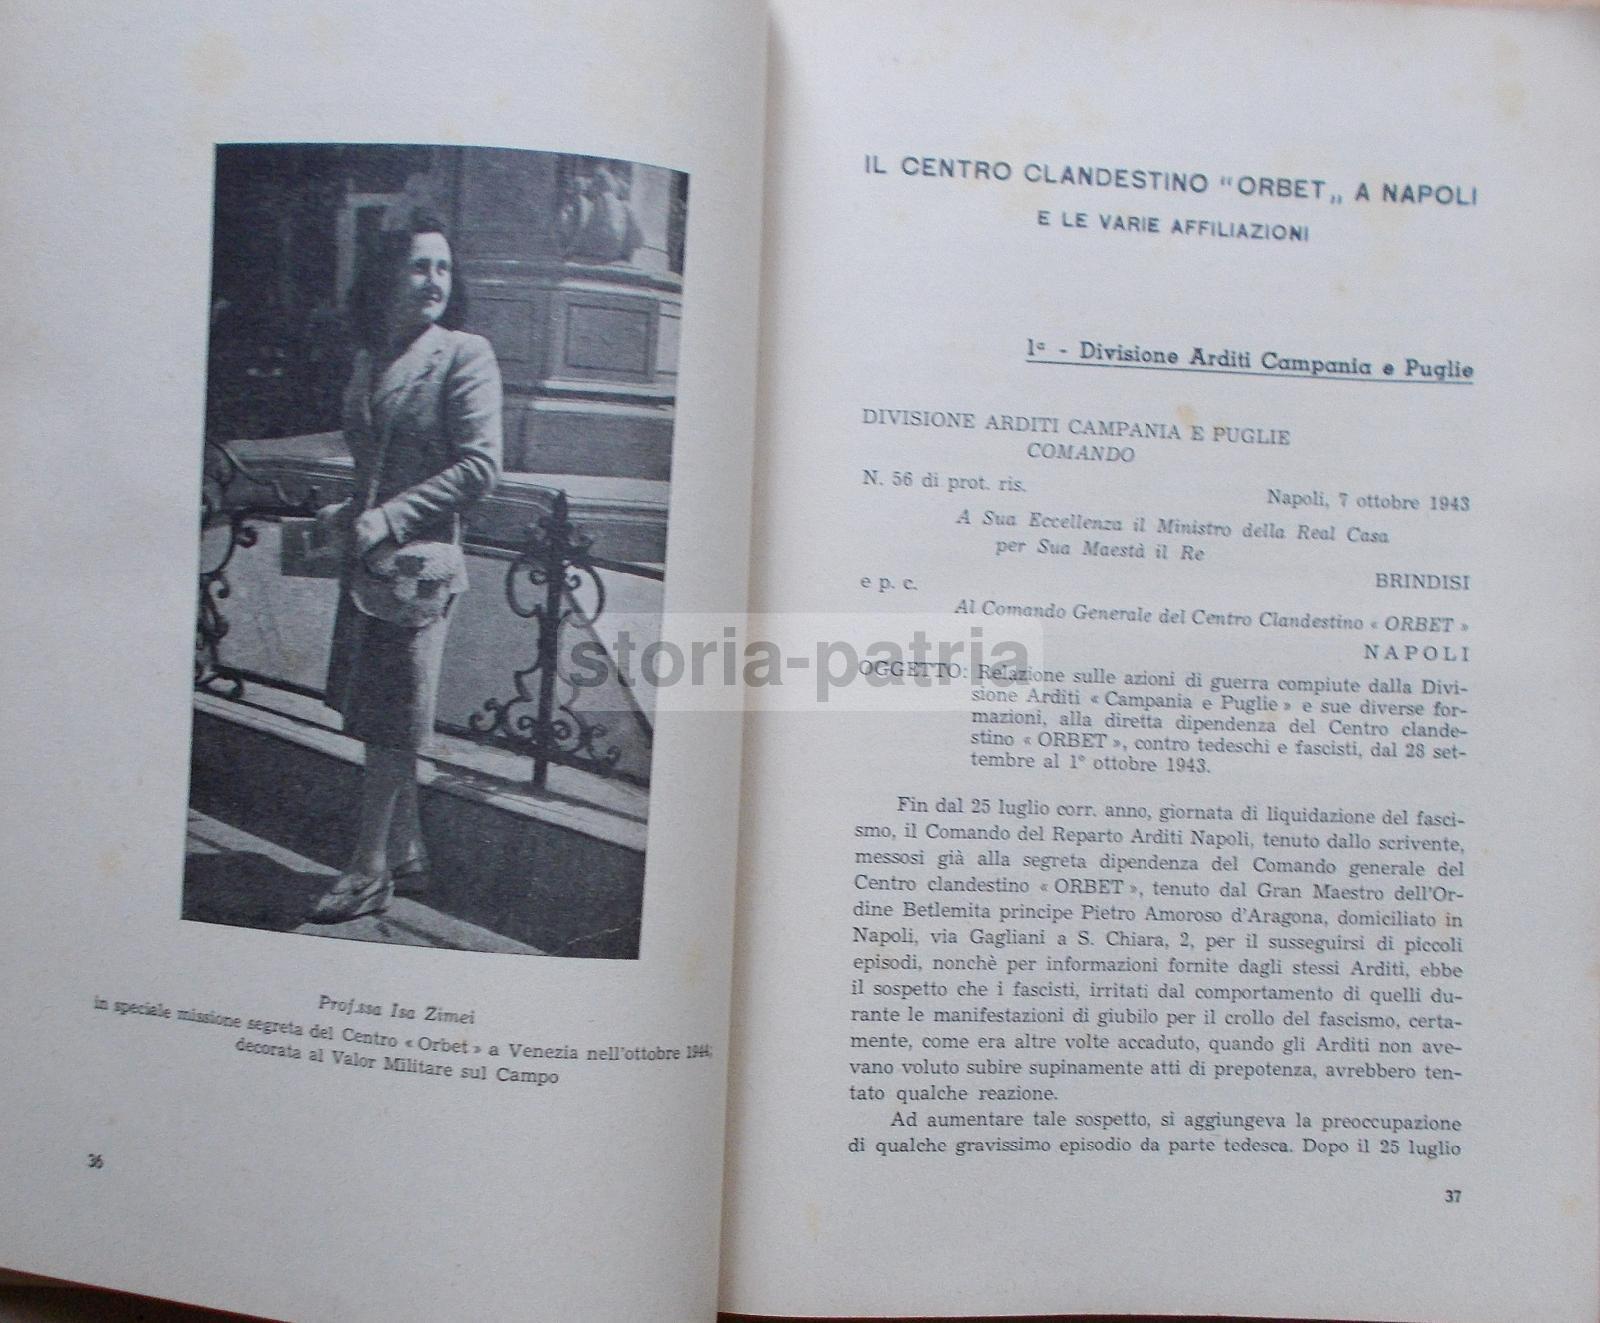 Prof.ssa Isa Zimei
in speciale missione segreta del Centro « Orbet » a Venezia nell'ottobre 1944;
decorata al Valor Militare sul Campo
36
IL CENTRO CLANDESTINO "ORBET„ A NAPOLI
E LE VARIE AFFILIAZIONI
1ª - Divisione Arditi Campania e Puglie
DIVISIONE ARDITI CAMPANIA E PUGLIE
COMANDO
N. 56 di prot. ris.
Napoli, 7 ottobre 1943
A Sua Eccellenza il Ministro della Real Casa
per Sua Maestà il Re
BRINDISI
e p. c.
Al Comando Generale del Centro Clandestino « ORBET »
NAPOLI
OGGETTO: Relazione sulle azioni di guerra compiute dalla Divi-
sione Arditi « Campania e Puglie » e sue diverse for-
mazioni, alla diretta dipendenza del Centro clande-
stino « ORBET », contro tedeschi e fascisti, dal 28 set-
tembre al 1° ottobre 1943.
Fin dal 25 luglio corr. anno, giornata di liquidazione del fasci-
smo, il Comando del Reparto Arditi Napoli, tenuto dallo scrivente,
messosi già alla segreta dipendenza del Comando generale del
Centro clandestino « ORBET », tenuto dal Gran Maestro dell'Or-
dine Betlemita principe Pietro Amoroso d'Aragona, domiciliato in
Napoli, via Gagliani a S. Chiara, 2, per il susseguirsi di piccoli
episodi, nonchè per informazioni fornite dagli stessi Arditi, ebbe
il sospetto che i fascisti, irritati dal comportamento di quelli du-
rante le manifestazioni di giubilo per il crollo del fascismo, certa-
mente, come era altre volte accaduto, quando gli Arditi non ave-
vano voluto subire supinamente atti di prepotenza, avrebbero ten-
tato qualche reazione.
Ad aumentare tale sospetto, si aggiungeva la preoccupazione
di qualche gravissimo episodio da parte tedesca. Dopo il 25 luglio
37
storia-patria